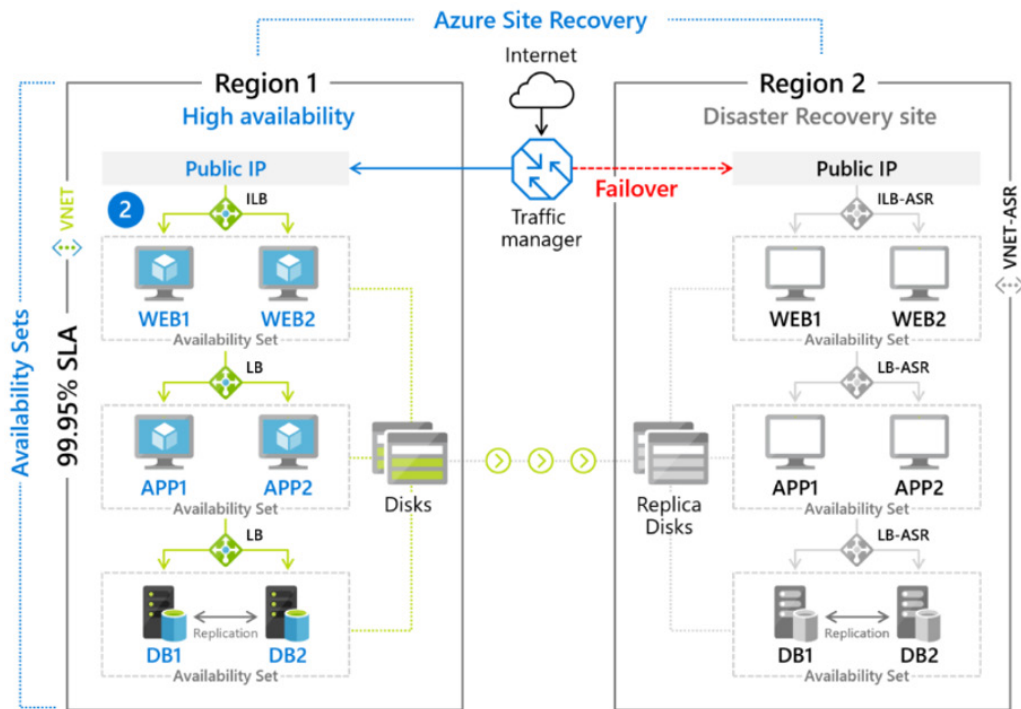 Azure Site Recovery
Internet
Region 1
High availability
Region 2
Disaster Recovery site
Public IP
Failover
Public IP
Traffic
manager
2
ILB
ILB-ASR
VNET
VNET-ASR
WEB1
WEB2
Availability Set
WEB1
WEB2
Availability Set
Availability Sets
99.95% SLA
LB
LB-ASR
APP1
APP2
Availability Set
Disks
Replica
Disks
APP1
APP2
Availability Set
LB
LB-ASR
Replication
DB1
DB2
Availability Set
Replication
DB1
DB2
Availability Set